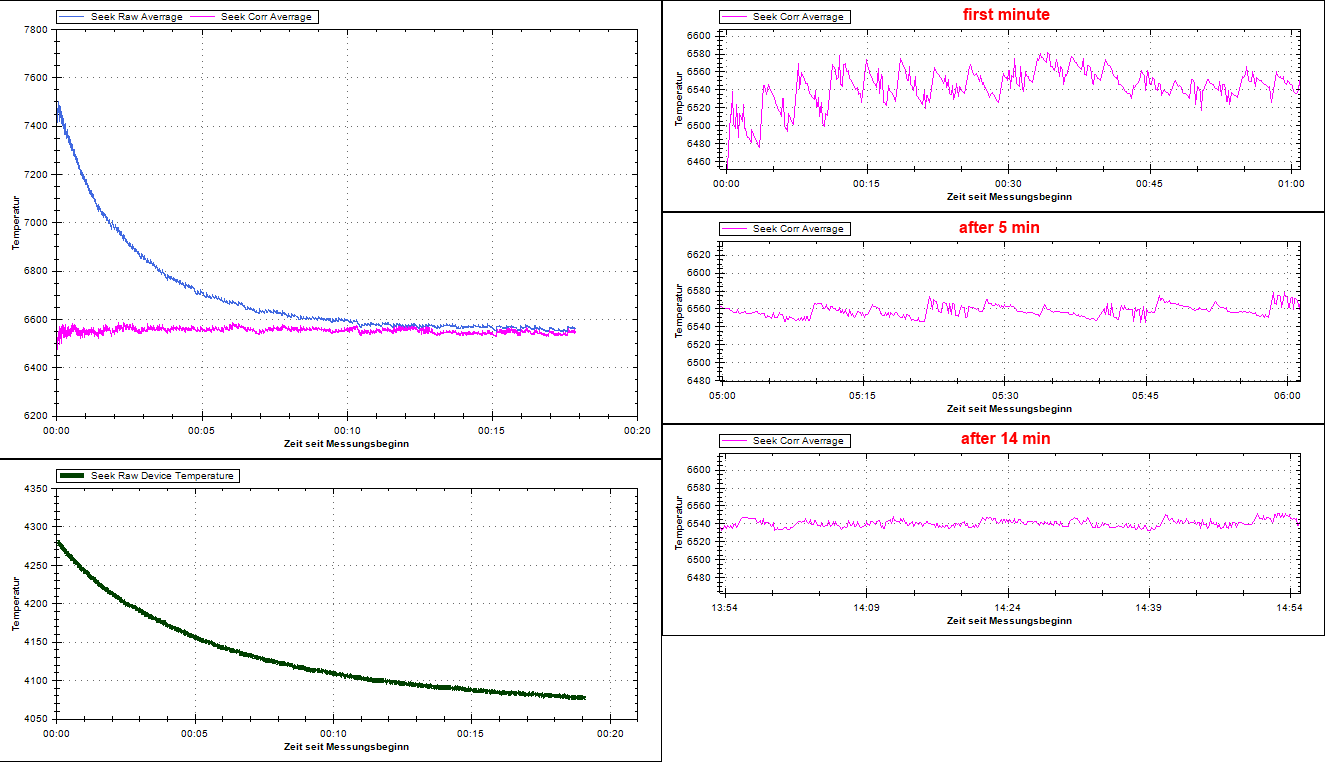 Seek Raw Averrage Seek Corr Averrage
7800
7600
7400
7200
7000
6800
6600
6400
6200
Temperatur
00:00 00:05 00:10 00:15 00:20
Zeit seit Messungsbeginn
Seek Raw Device Temperature
4350
4300
4250
4200
4150
4100
4050
Temperatur
00:00 00:05 00:10 00:15 00:20
Zeit seit Messungsbeginn
Seek Corr Averrage
first minute
6600
6580
6560
6540
6520
6500
6480
6460
Temperatur
00:00 00:15 00:30 00:45 01:00
Zeit seit Messungsbeginn
Seek Corr Averrage
after 5 min
6620
6600
6580
6560
6540
6520
6500
6480
Temperatur
05:00 05:15 05:30 05:45 06:00
Zeit seit Messungsbeginn
Seek Corr Averrage
after 14 min
6600
6580
6560
6540
6520
6500
6480
Temperatur
13:54 14:09 14:24 14:39 14:54
Zeit seit Messungsbeginn